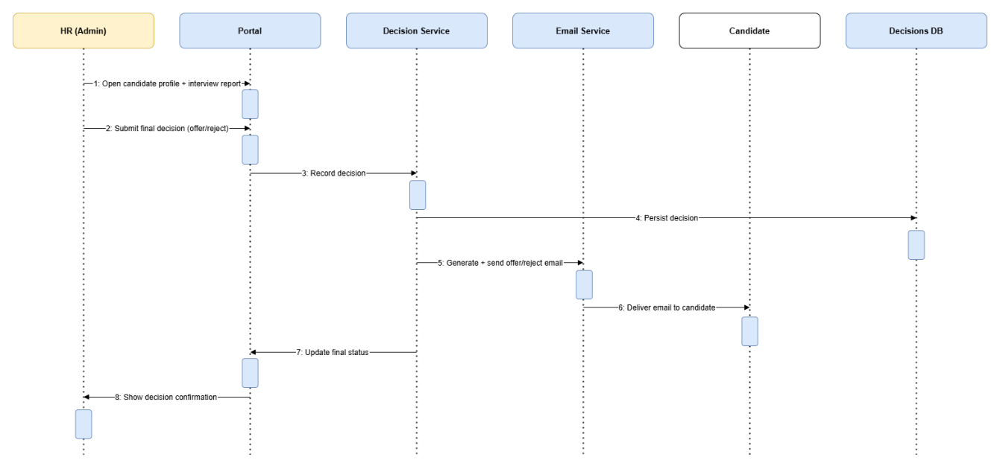 HR (Admin)
Portal
Decision Service
Email Service
Candidate
Decisions DB
1: Open candidate profile + interview report
2: Submit final decision (offer/reject)
3: Record decision
4: Persist decision
5: Generate + send offer/reject email
6: Deliver email to candidate
7: Update final status
8: Show decision confirmation